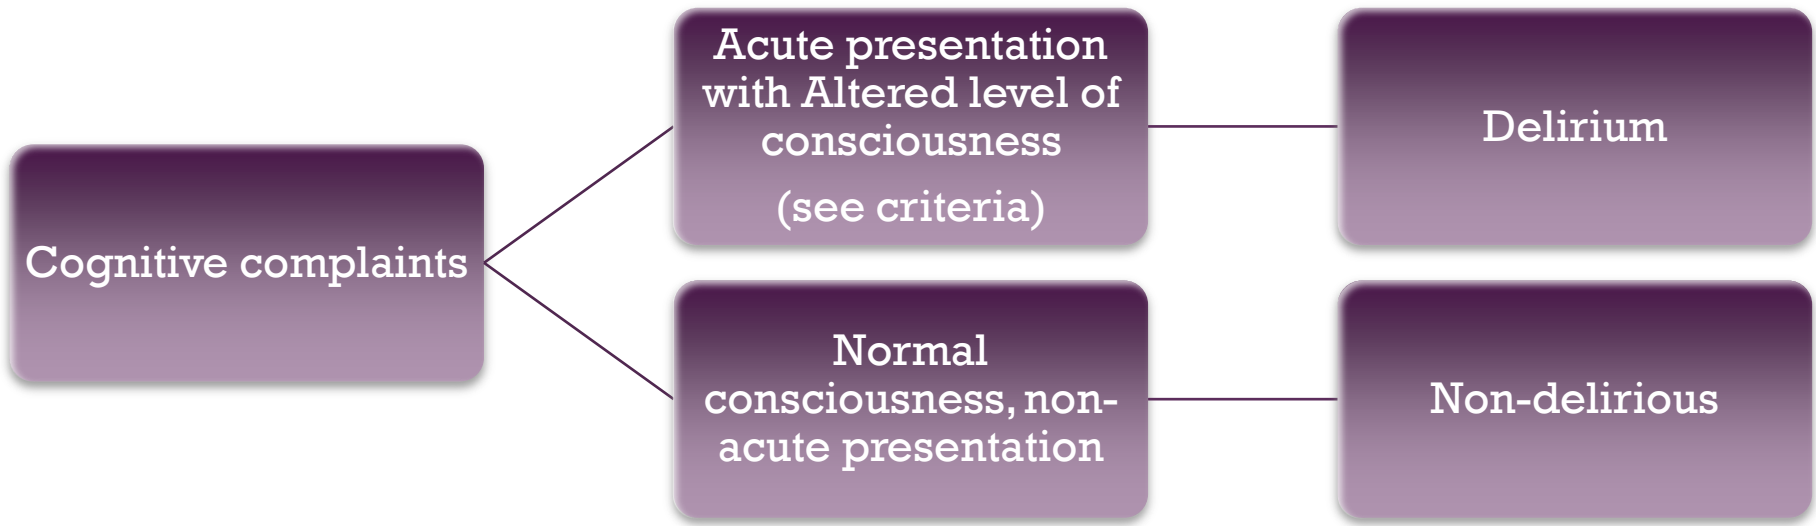 Cognitive complaints
Acute presentation
with Altered level of
consciousness
(see criteria)
Delirium
Normal
consciousness, non-
acute presentation
Non-delirious